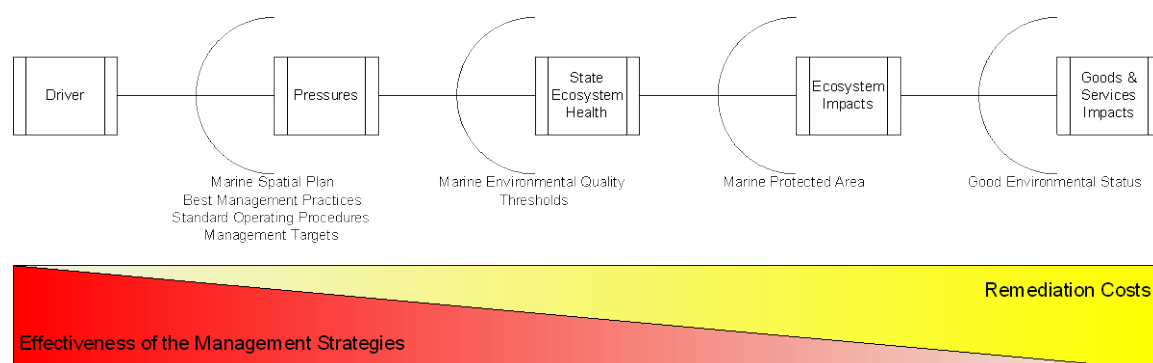 Driver
Pressures
State
Ecosystem
Health
Ecosystem
Impacts
Goods &
Services
Impacts
Marine Spatial Plan
Best Management Practices
Standard Operating Procedures
Management Targets
Marine Environmental Quality
Thresholds
Marine Protected Area
Good Environmental Status
Remediation Costs
Effectiveness of the Management Strategies